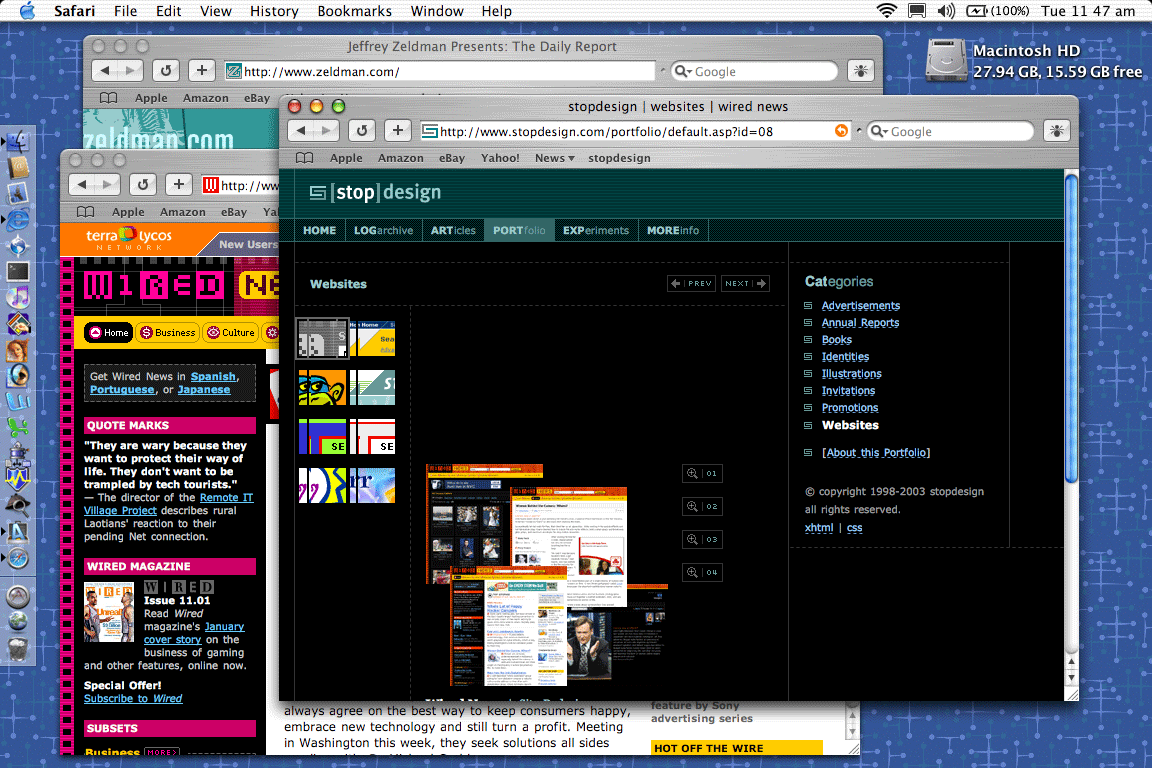 Safari File Edit View History Bookmarks Window Help (100%) Tue 11 47 am
Macintosh HD
27.94 GB, 15.59 GB free
Jeffrey Zeldman Presents: The Daily Report
http://www.zeldman.com/
Google
Apple Amazon eBay
zeldman.com
http://ww
Apple Amazon eBay Ya
terra lycos
NETWORK
New Users
WIRED NE
Home Business Culture
Get Wired News in Spanish,
Portuguese, or Japanese
QUOTE MARKS
"They are wary because they
want to protect their way of
life. They don't want to be
trampled by tech tourists."
— The director of the Remote IT
Village Project describes rural
Laotians' reaction to their
pending Net connection.
WIRED MAGAZINE
WIRED
Issue 11.01
Read Wired
magazine's January
cover story on the
business of gaming
and other features, online now.
Special Offer!
Subscribe to Wired
SUBSETS
Business MORE
always agree on the best way to keep consumers happy,
embrace new technology and still turn a profit. Meeting
in Washington this week, they seek solutions all sides
feature by Sony
advertising series
HOT OFF THE WIRE
stopdesign | websites | wired news
http://www.stopdesign.com/portfolio/default.asp?id=08
Google
Apple Amazon eBay Yahoo! News stopdesign
[stop]design
HOME LOGarchive ARTicles PORTfolio EXPeriments MOREinfo
Websites
PREV NEXT
SE SE
01
02
03
04
Categories
Advertisements
Annual Reports
Books
Identities
Illustrations
Invitations
Promotions
Websites
[About this Portfolio]
© copyright 1998-2003 stopdesign
all rights reserved.
xhtml | css